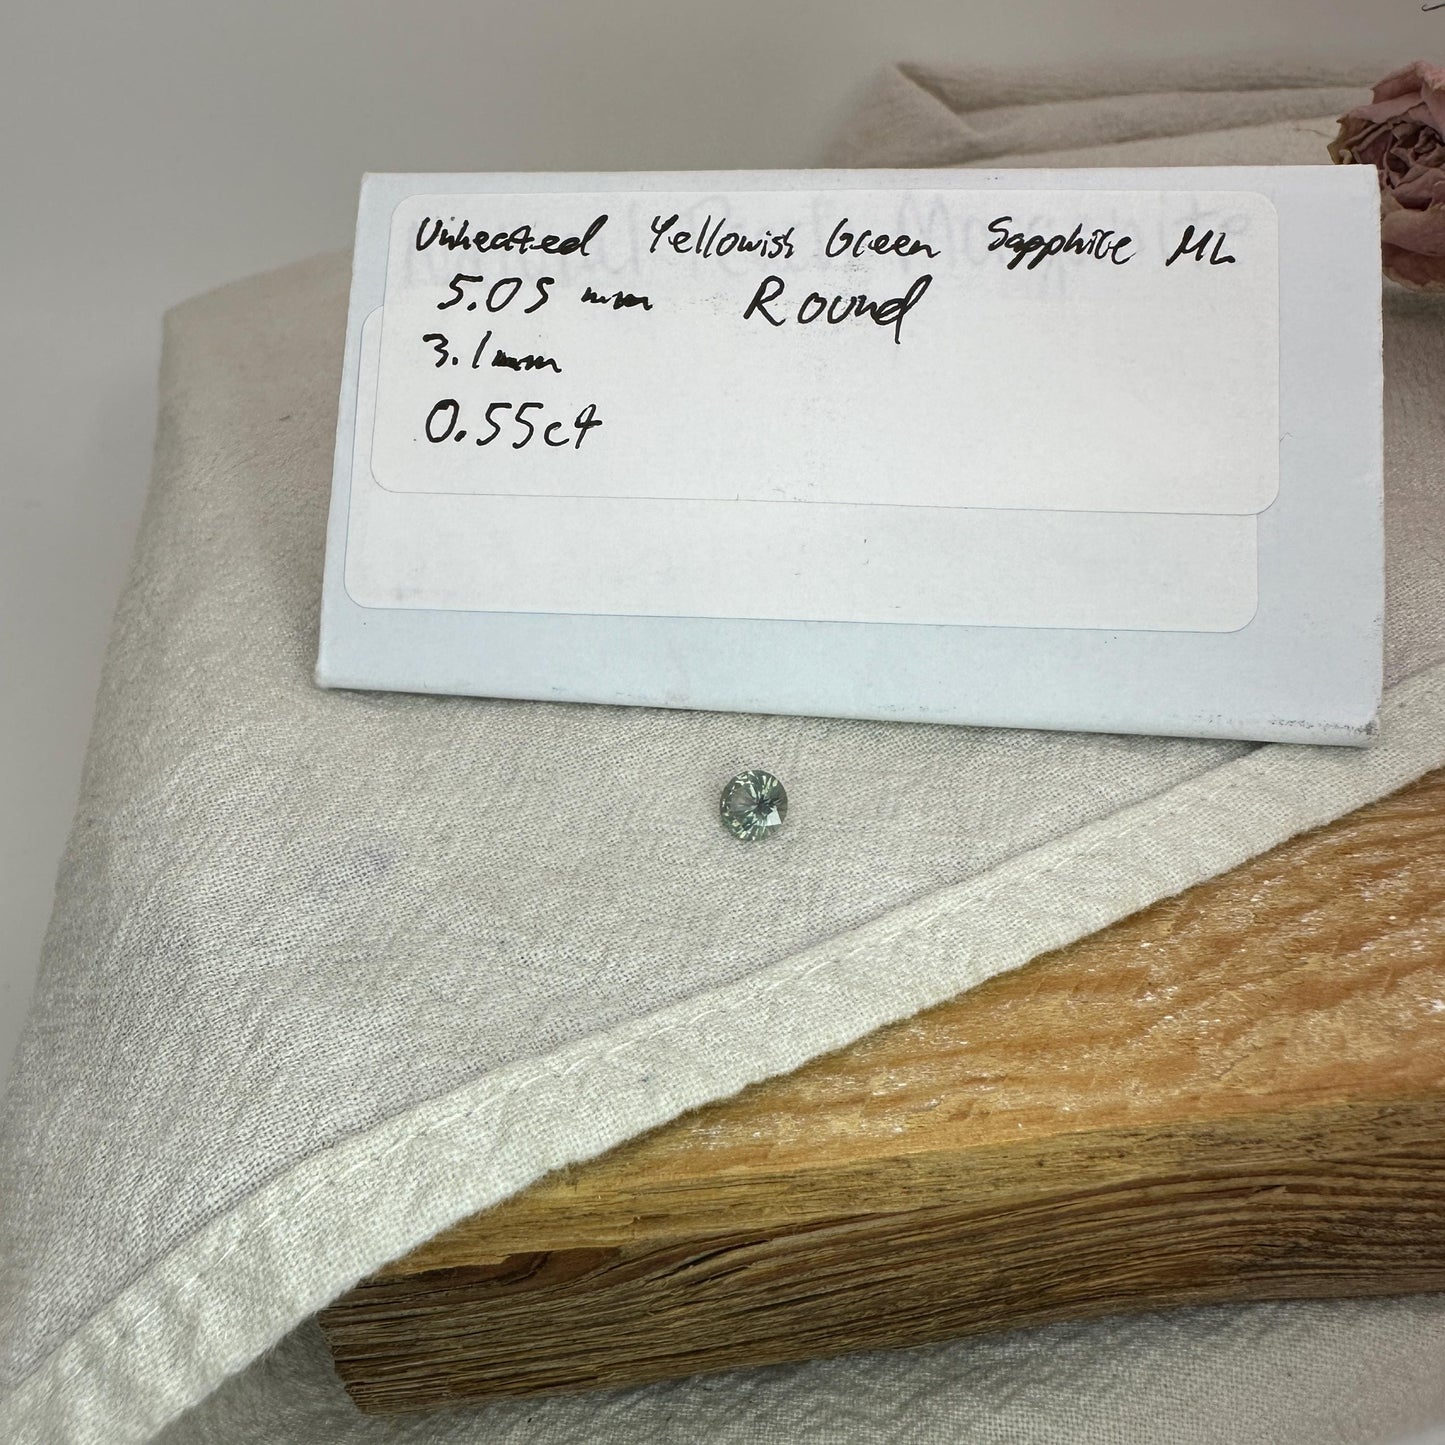 Unheated Yellowish Green Sapphire ML
5.05 mm Round
3.1mm
0.55ct